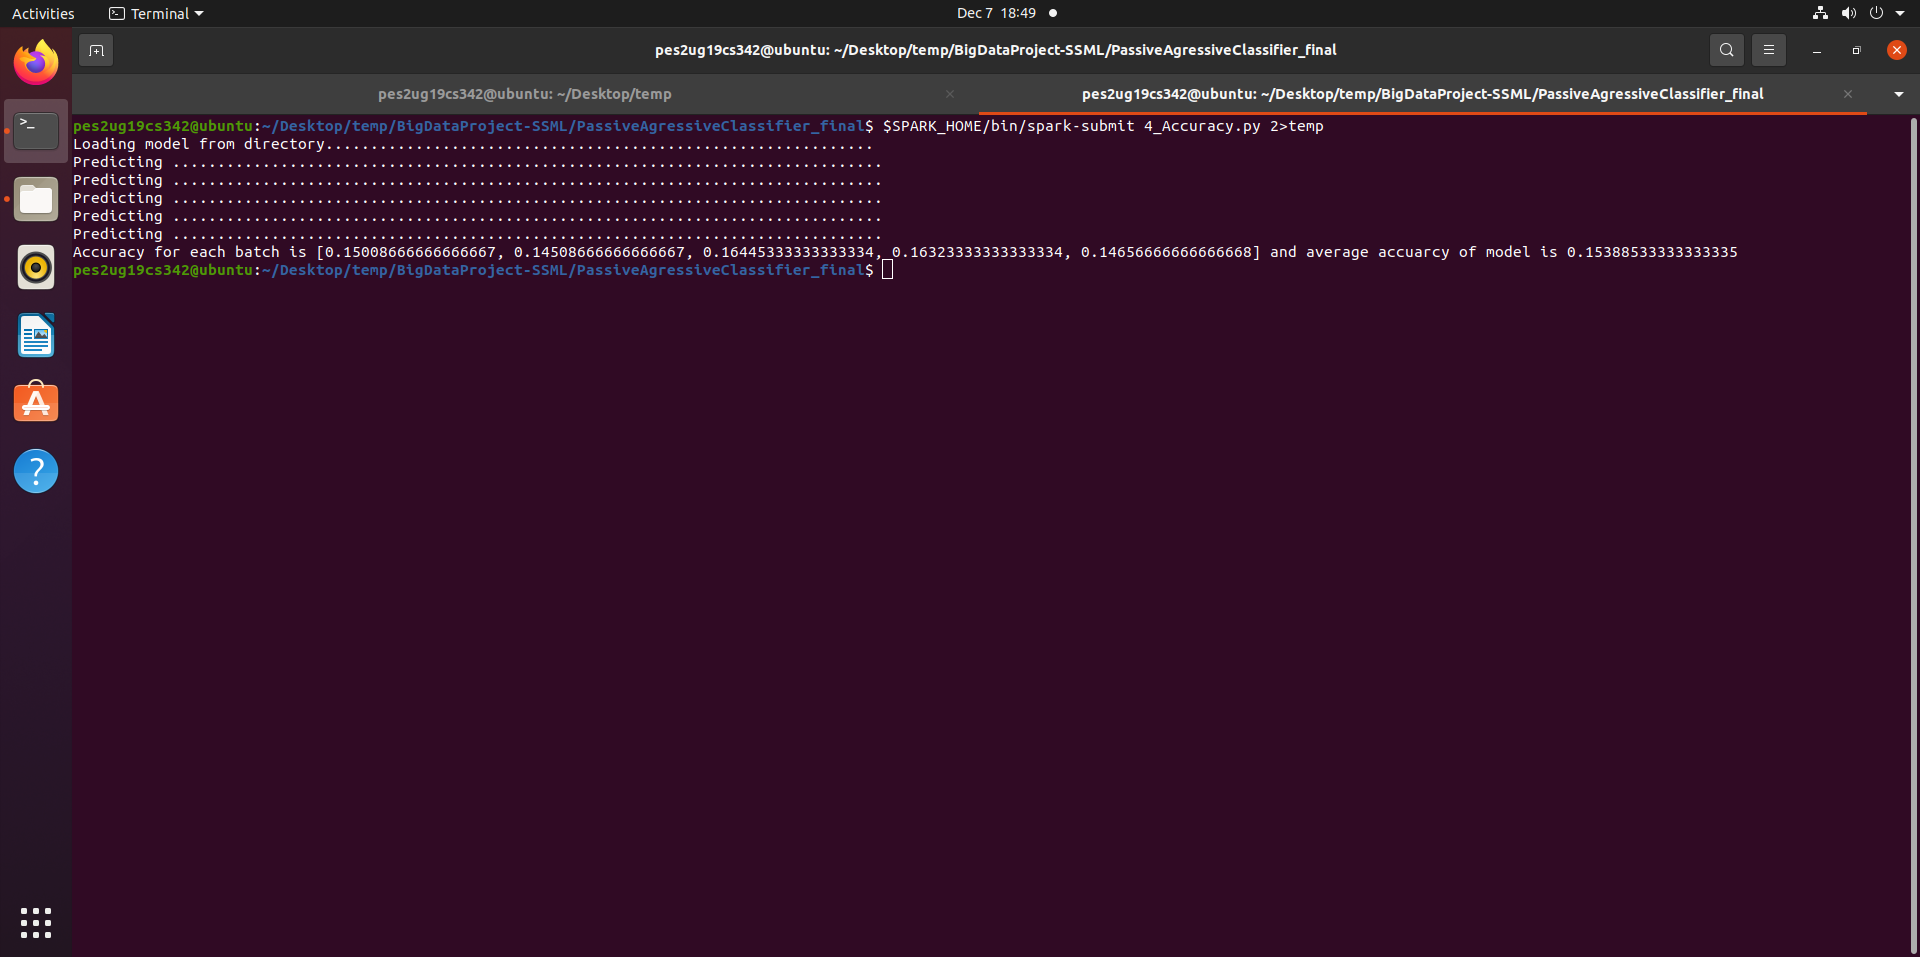 Activities Terminal Dec 7 18:49
pes2ug19cs342@ubuntu: ~/Desktop/temp/BigDataProject-SSML/PassiveAgressiveClassifier_final
pes2ug19cs342@ubuntu: ~/Desktop/temp pes2ug19cs342@ubuntu: ~/Desktop/temp/BigDataProject-SSML/PassiveAgressiveClassifier_final
pes2ug19cs342@ubuntu:~/Desktop/temp/BigDataProject-SSML/PassiveAgressiveClassifier_final$ $SPARK_HOME/bin/spark-submit 4_Accuracy.py 2>temp
Loading model from directory.............................................................
Predicting ...............................................................................
Predicting ...............................................................................
Predicting ...............................................................................
Predicting ...............................................................................
Predicting ...............................................................................
Accuracy for each batch is [0.15008666666666667, 0.14508666666666667, 0.16445333333333334, 0.16323333333333334, 0.14656666666666668] and average accuarcy of model is 0.15388533333333335
pes2ug19cs342@ubuntu:~/Desktop/temp/BigDataProject-SSML/PassiveAgressiveClassifier_final$